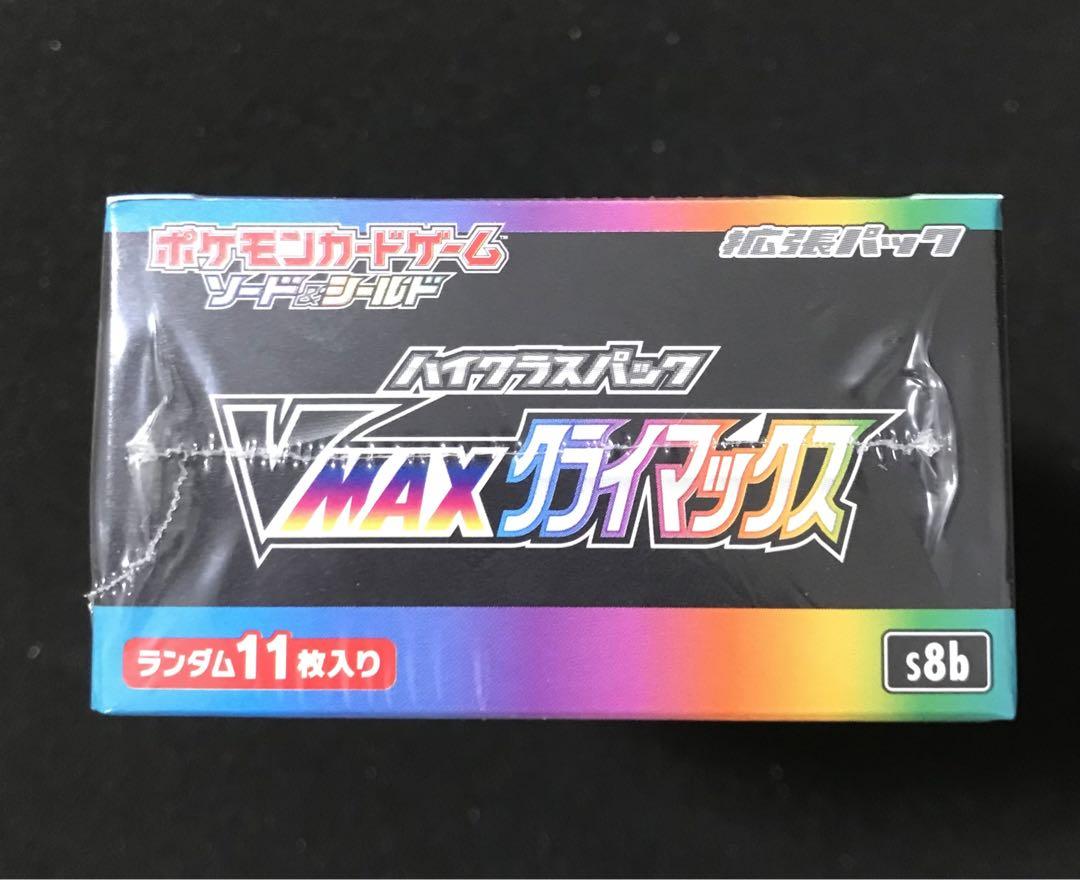 ポケモンカードゲーム™
ソード&シールド
拡張パック
ハイクラスパック
VMAXクライマックス
ランダム11枚入り
s8b